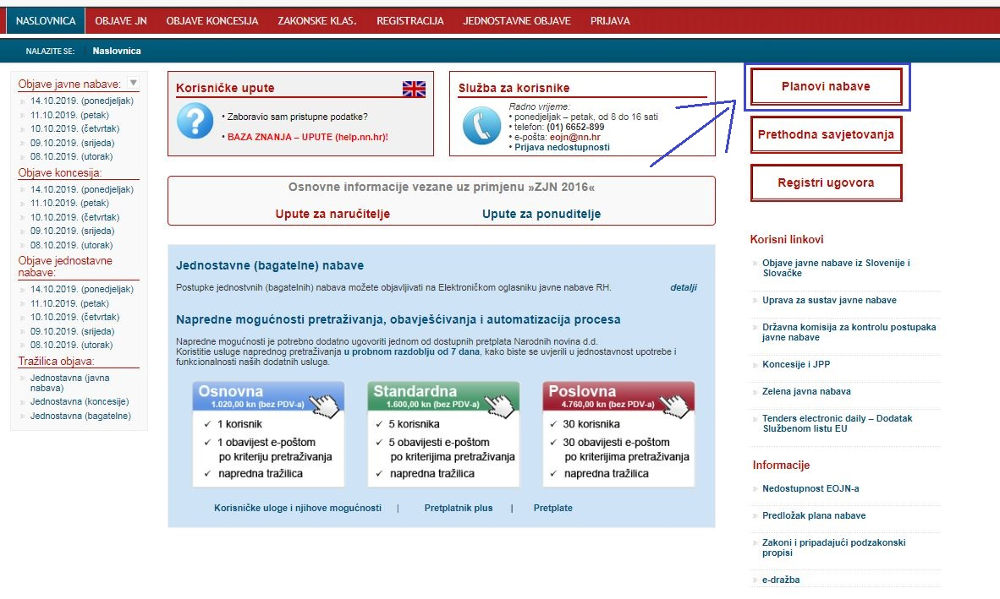 NASLOVNICA OBJAVE JN OBJAVE KONCESIJA ZAKONSKE KLAS. REGISTRACIJA JEDNOSTAVNE OBJAVE PRIJAVA
NALAZITE SE: Naslovnica
Objave javne nabave:
14.10.2019. (ponedjeljak)
11.10.2019. (petak)
10.10.2019. (četvrtak)
09.10.2019. (srijeda)
08.10.2019. (utorak)
Objave koncesija:
14.10.2019. (ponedjeljak)
11.10.2019. (petak)
10.10.2019. (četvrtak)
09.10.2019. (srijeda)
08.10.2019. (utorak)
Objave jednostavne
nabave:
14.10.2019. (ponedjeljak)
11.10.2019. (petak)
10.10.2019. (četvrtak)
09.10.2019. (srijeda)
08.10.2019. (utorak)
Tražilica objava:
Jednostavna (javna
nabava)
Jednostavna (koncesije)
Jednostavna (bagatelne)
Korisničke upute
• Zaboravio sam pristupne podatke?
• BAZA ZNANJA – UPUTE (help.nn.hr)!
Služba za korisnike
Radno vrijeme:
• ponedjeljak – petak, od 8 do 16 sati
• telefon: (01) 6652-899
• e-pošta: eojn@nn.hr
• Prijava nedostupnosti
Osnovne informacije vezane uz primjenu »ZJN 2016«
Upute za naručitelje Upute za ponuditelje
Jednostavne (bagatelne) nabave
Postupke jednostvnih (bagatelnih) nabava možete objavljivati na Elektroničkom oglasniku javne nabave RH. detalji
Napredne mogućnosti pretraživanja, obavješćivanja i automatizacija procesa
Napredne mogućnosti je potrebno dodatno ugovoriti jednom od dostupnih pretplata Narodnih novina d.d.
Koristitie usluge naprednog pretraživanja u probnom razdoblju od 7 dana, kako biste se uvjerili u jednostavnost upotrebe i
funkcionalnosti naših dodatnih usluga.
Osnovna
1.020,00 kn (bez PDV-a)
✓ 1 korisnik
✓ 1 obavijest e-poštom
po kriteriju pretraživanja
✓ napredna tražilica
Standardna
1.600,00 kn (bez PDV-a)
✓ 5 korisnika
✓ 5 obavijesti e-poštom
po kriterijima pretraživanja
✓ napredna tražilica
Poslovna
4.760,00 kn (bez PDV-a)
✓ 30 korisnika
✓ 30 obavijesti e-poštom
po kriterijima pretraživanja
✓ napredna tražilica
Korisničke uloge i njihove mogućnosti | Pretplatnik plus | Pretplate
Planovi nabave
Prethodna savjetovanja
Registri ugovora
Korisni linkovi
Objave javne nabave iz Slovenije i
Slovačke
Uprava za sustav javne nabave
Državna komisija za kontrolu postupaka
javne nabave
Koncesije i JPP
Zelena javna nabava
Tenders electronic daily – Dodatak
Službenom listu EU
Informacije
Nedostupnost EOJN-a
Predložak plana nabave
Zakoni i pripadajući podzakonski
propisi
e-dražba